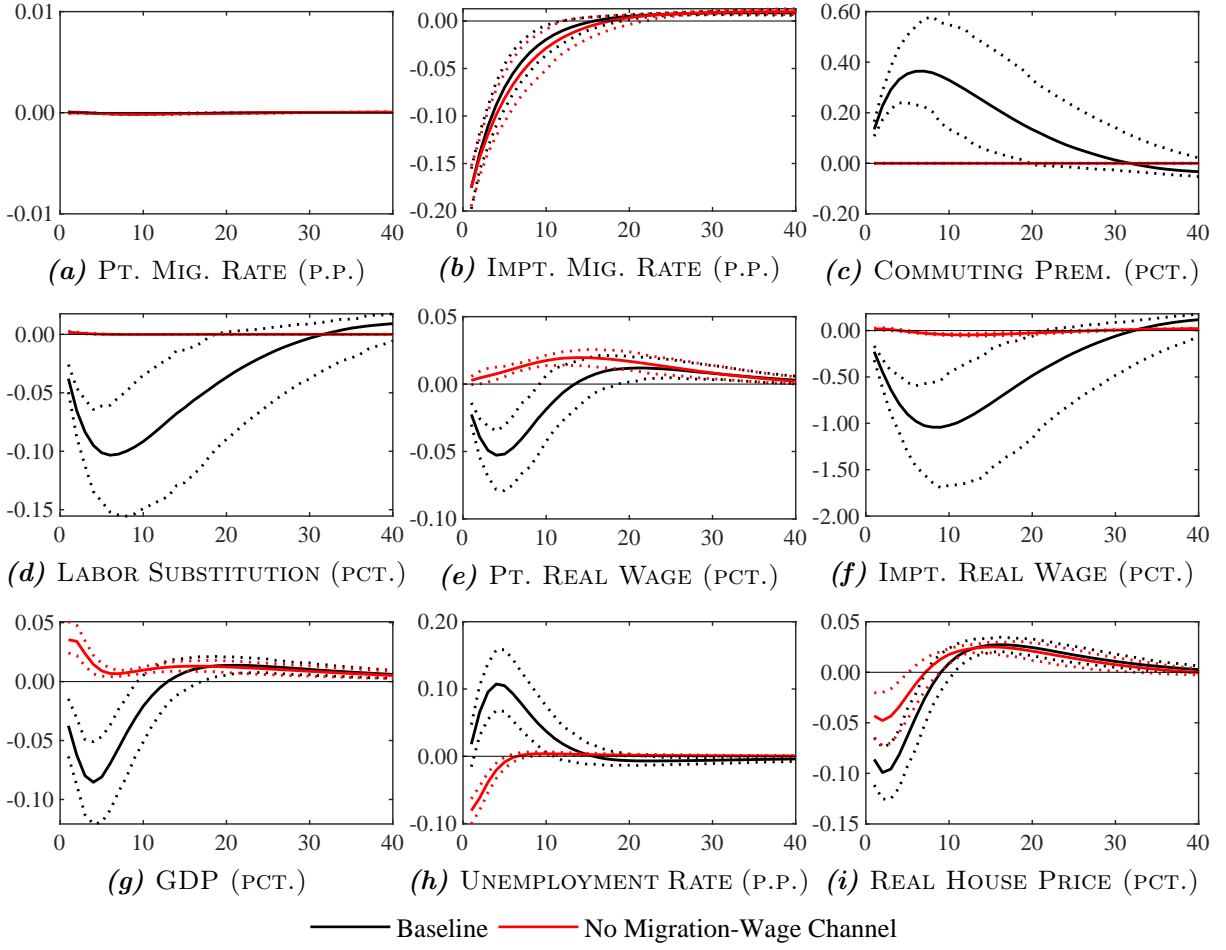 0.01
0.00
-0.01
0 10 20 30 40
(a) Pt. Mig. Rate (p.p.)
0.00
-0.05
-0.10
-0.15
-0.20
0 10 20 30 40
(b) Impt. Mig. Rate (p.p.)
0.60
0.40
0.20
0.00
-0.20
0 10 20 30 40
(c) Commuting Prem. (pct.)
0.00
-0.05
-0.10
-0.15
0 10 20 30 40
(d) Labor Substitution (pct.)
0.05
0.00
-0.05
-0.10
0 10 20 30 40
(e) Pt. Real Wage (pct.)
0.00
-0.50
-1.00
-1.50
-2.00
0 10 20 30 40
(f) Impt. Real Wage (pct.)
0.05
0.00
-0.05
-0.10
0 10 20 30 40
(g) GDP (pct.)
0.20
0.10
0.00
-0.10
0 10 20 30 40
(h) Unemployment Rate (p.p.)
0.05
0.00
-0.05
-0.10
-0.15
0 10 20 30 40
(i) Real House Price (pct.)
Baseline No Migration-Wage Channel